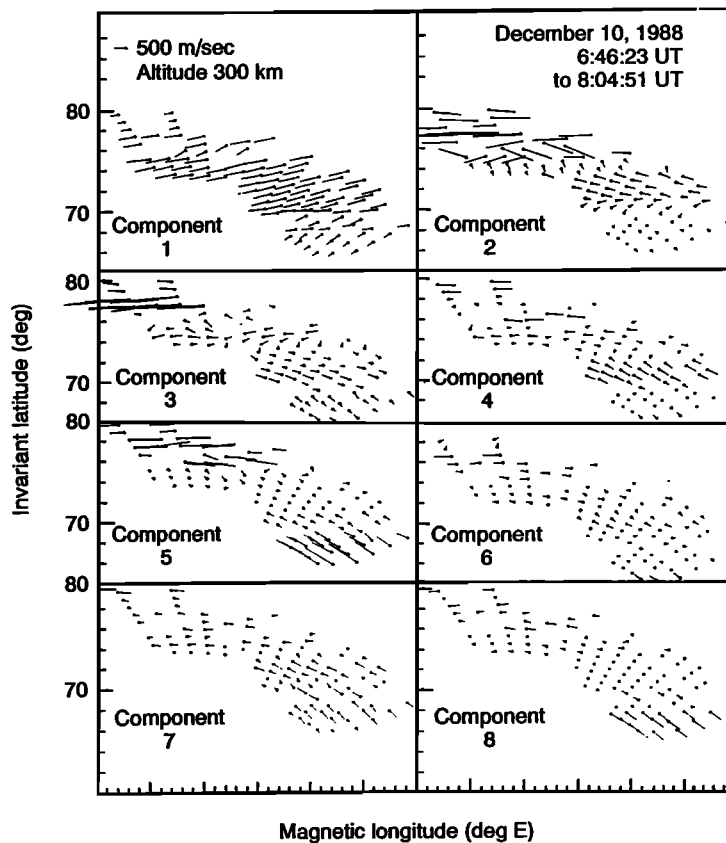 500 m/sec
Altitude 300 km
December 10, 1988
6:46:23 UT
to 8:04:51 UT
80
70
Component
1
Component
2
80
70
Component
3
Component
4
80
70
Component
5
Component
6
80
70
Component
7
Component
8
Invariant latitude (deg)
Magnetic longitude (deg E)